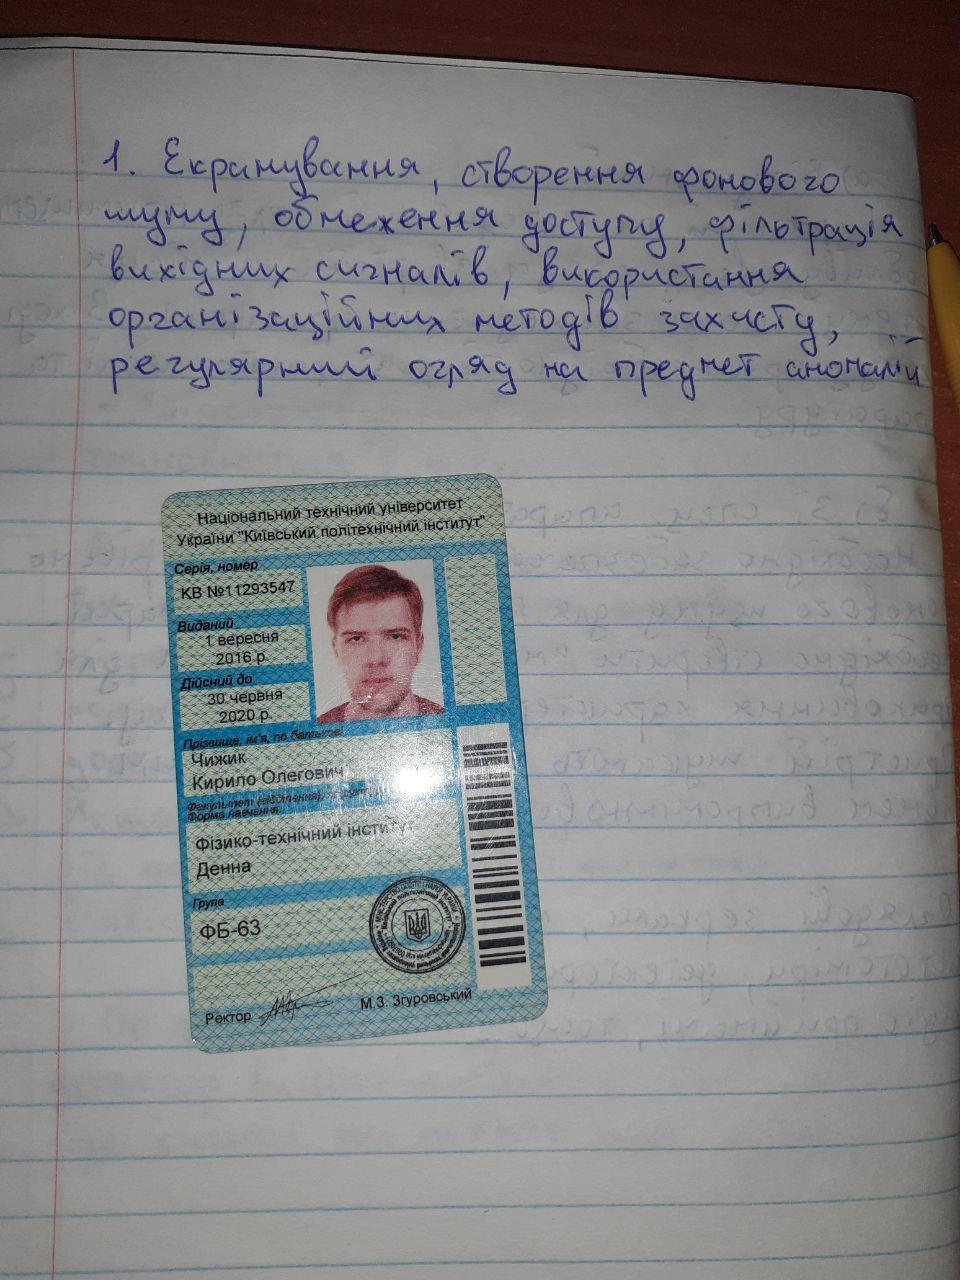 1. Екранування, створення фонового
шуму, обмеження доступу, фільтрація
вихідних сигналів, використання
організаційних методів захисту,
регулярний огляд на предмет аномалій
Національний технічний університет
України "Київський політехнічний інститут"
Серія, номер
КВ №11293547
Виданий
1 вересня
2016 р.
Дійсний до
30 червня
2020 р.
Прізвище, ім'я, по батькові
Чижик
Кирило Олегович
Форма навчання
Фізико-технічний інститут
Денна
Група
ФБ-63
Ректор
М.З. Згуровський